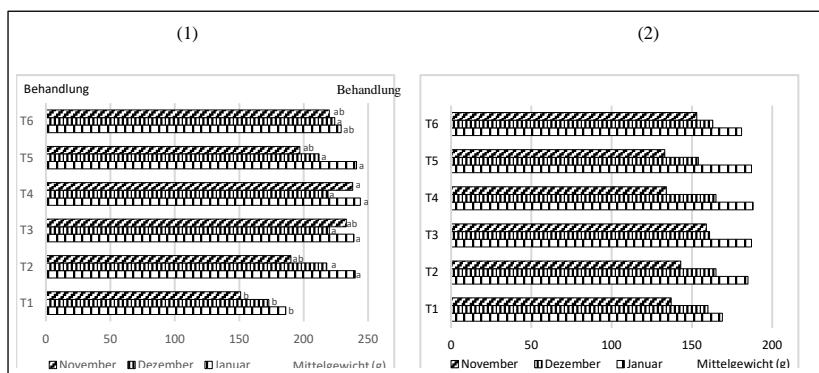 (1)
(2)
Behandlung
Behandlung
T6
ab
a
ab
T5
ab
a
a
T4
a
a
a
T3
ab
a
a
T2
ab
a
a
T1
b
b
b
0 50 100 150 200 250
November Dezember Januar Mittelgewicht (g)
T6
T5
T4
T3
T2
T1
0 50 100 150 200
November Dezember Januar Mittelgewicht (g)